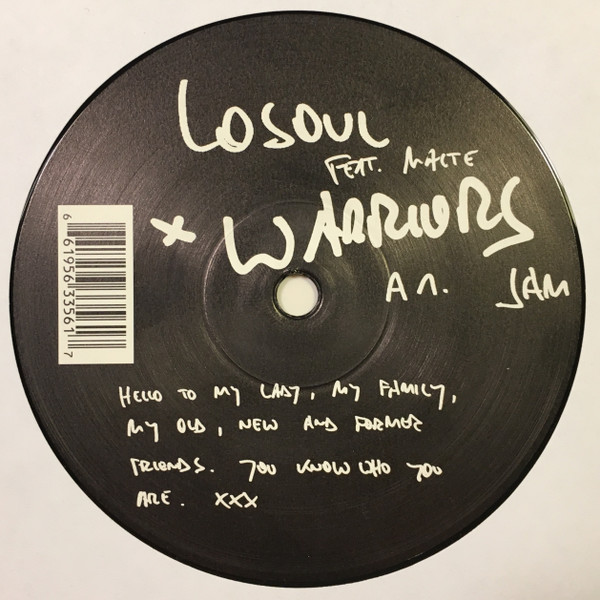 LOSOUL
FEAT. MALTE
x WARRIORS
A1. JAM
6 61956 33561 7
HELLO TO MY LADY, MY FAMILY,
MY OLD, NEW AND FORMER
FRIENDS. YOU KNOW WHO YOU
ARE. XXX